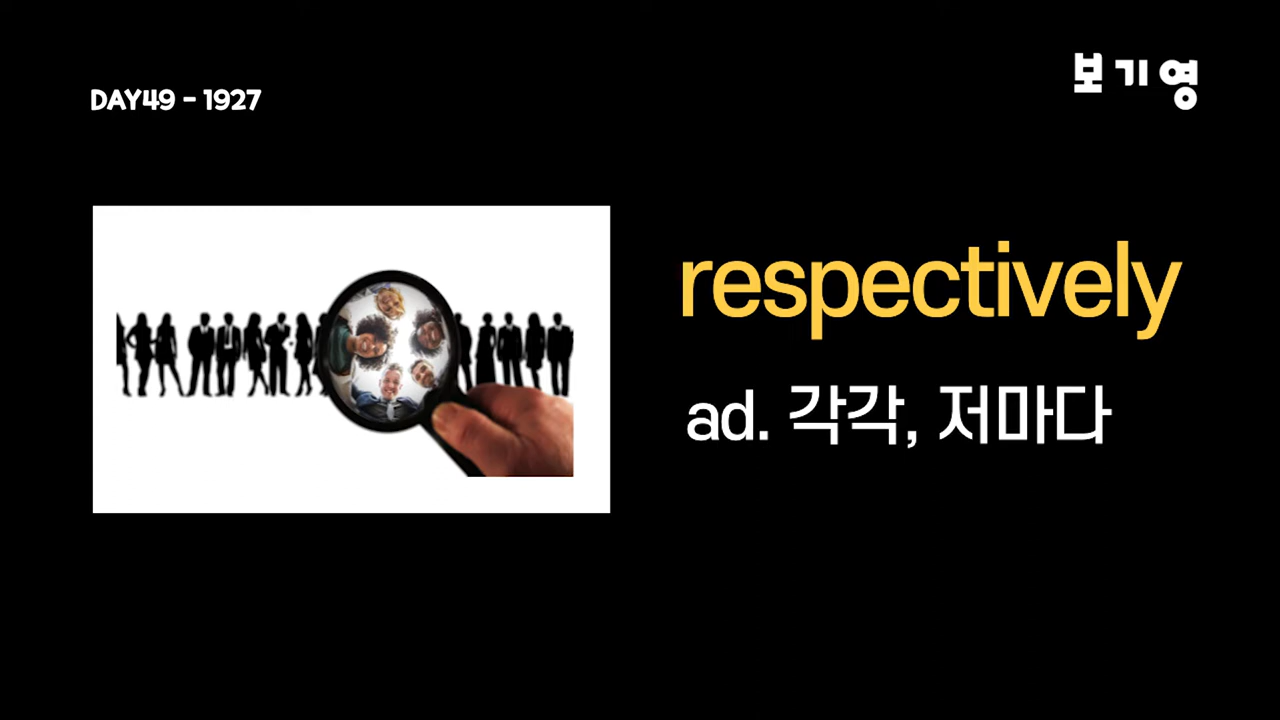 DAY49 - 1927
보기영
respectively
ad. 각각, 저마다